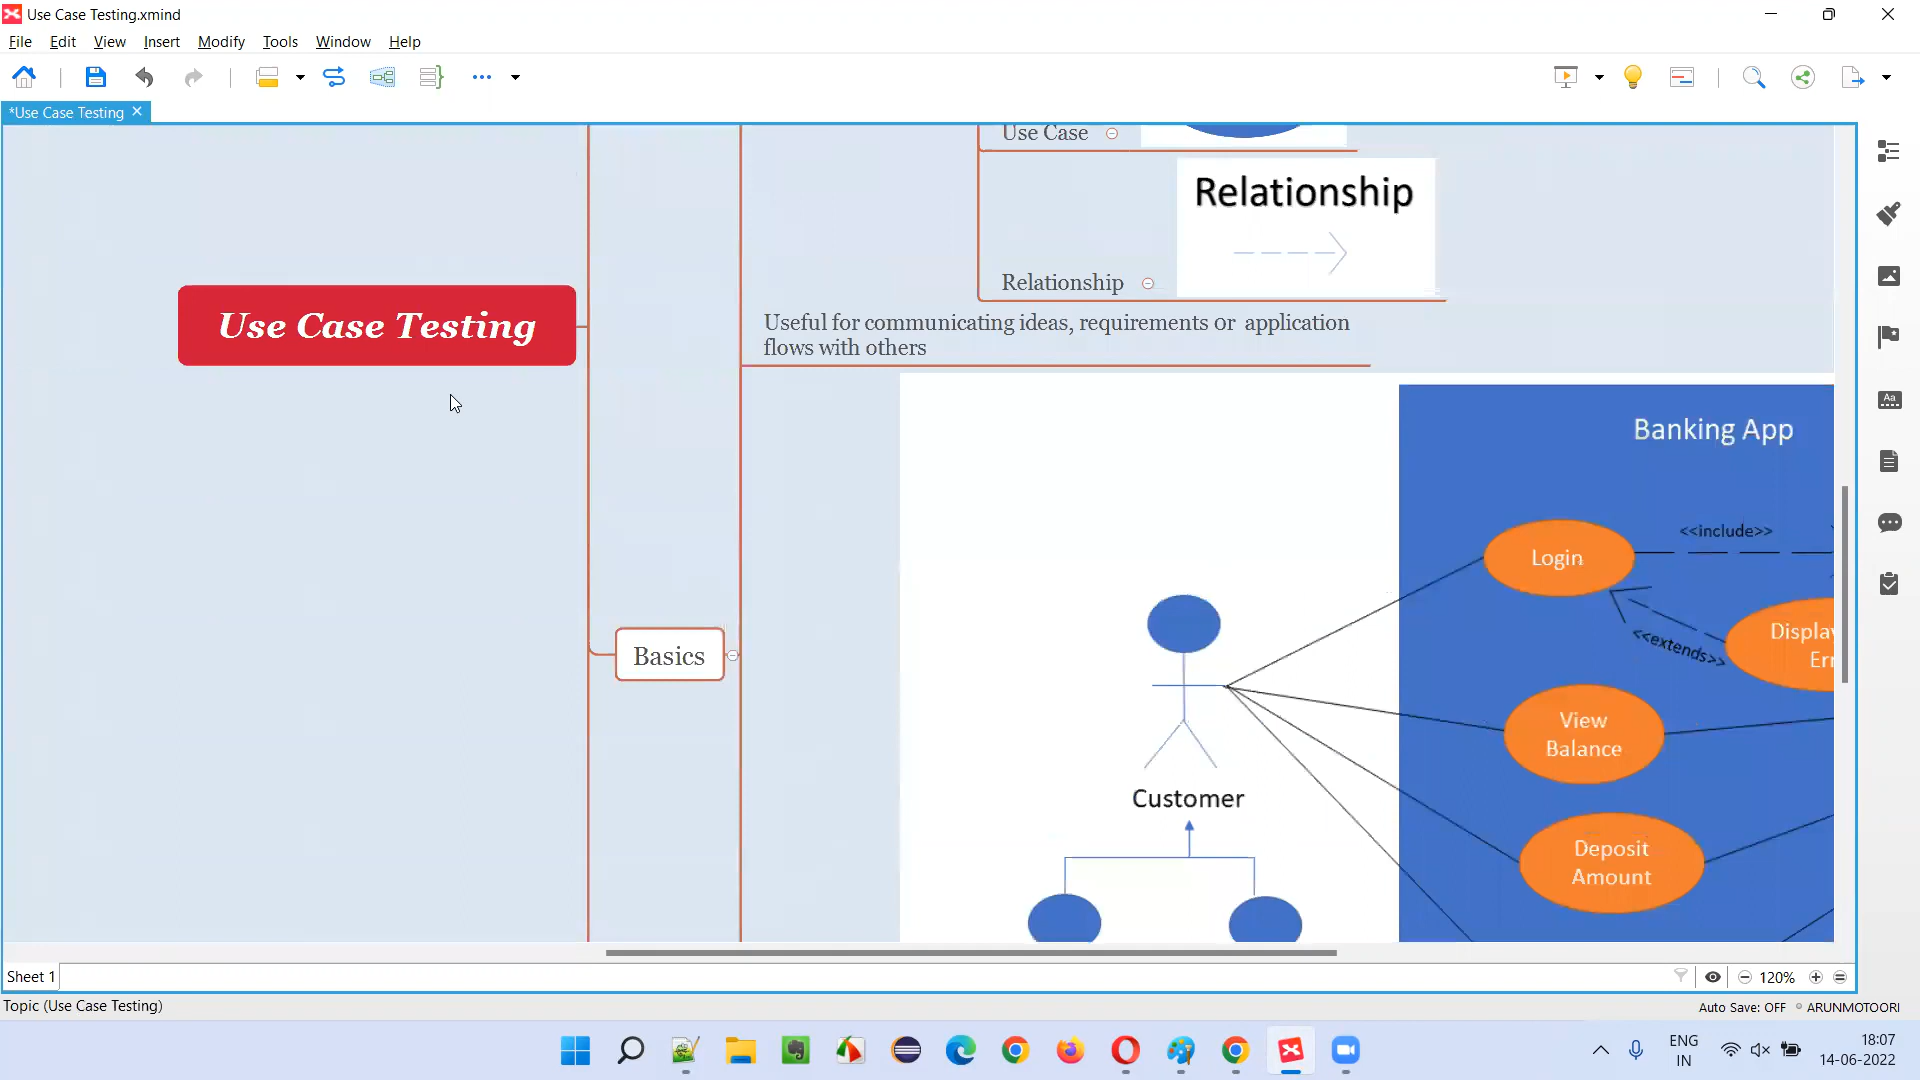 Use Case Testing.xmind
File Edit View Insert Modify Tools Window Help
*Use Case Testing
Use Case
Relationship
Relationship
Use Case Testing
Useful for communicating ideas, requirements or application
flows with others
Banking App
<<include>>
Login
<<extends>>
View
Balance
Basics
Customer
Deposit
Amount
Sheet 1
120%
Topic (Use Case Testing)
Auto Save: OFF
ARUNMOTOORI
ENG
IN
18:07
14-06-2022